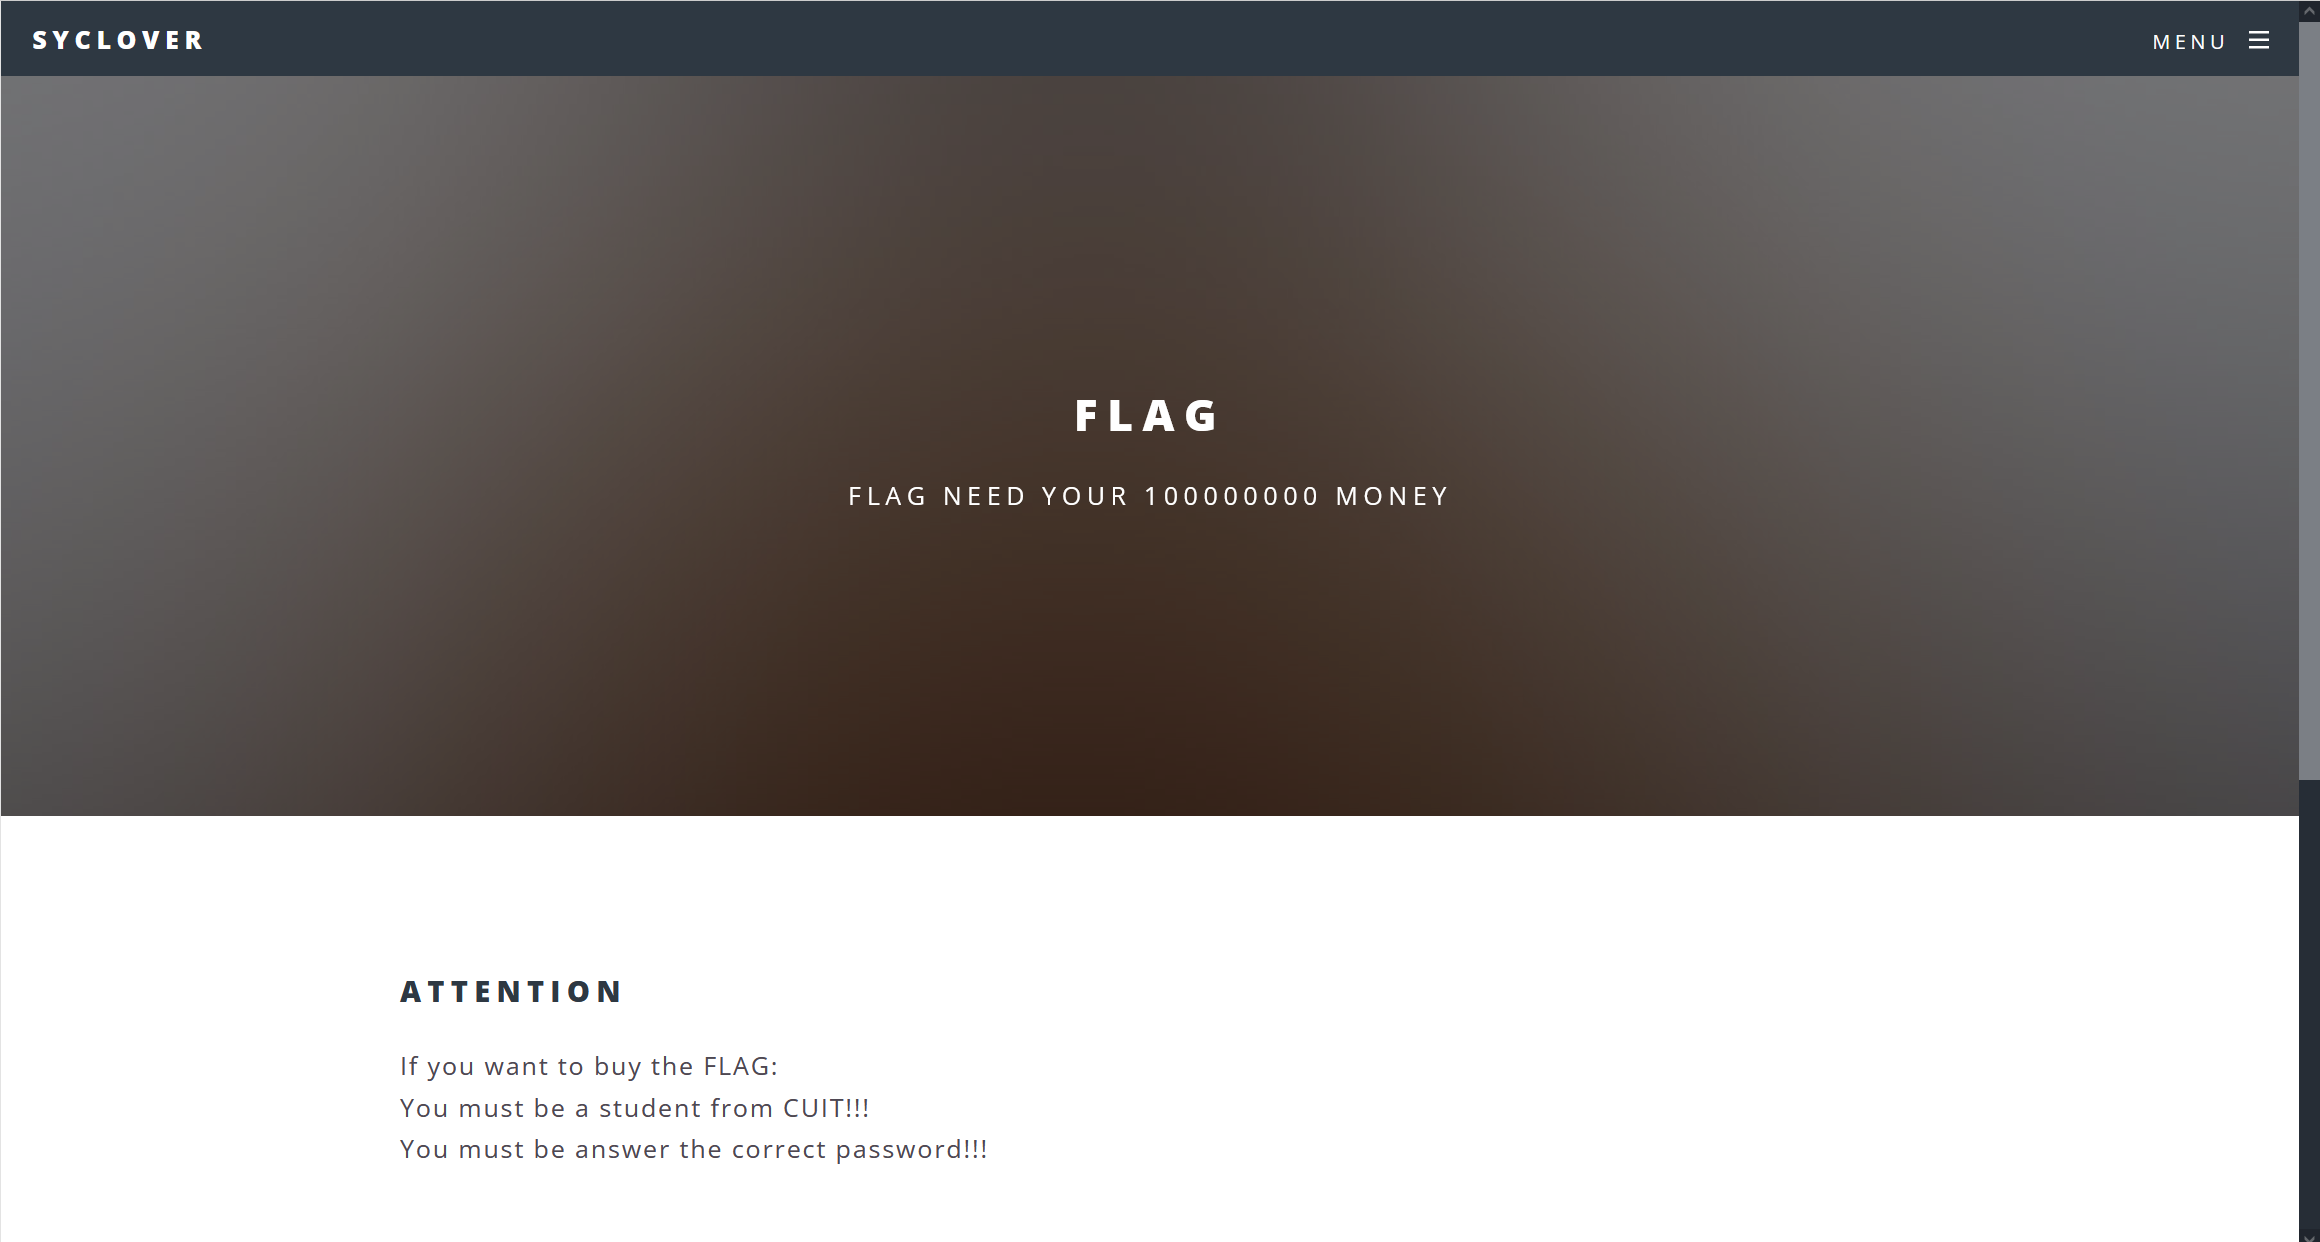 SYCLOVER
MENU
FLAG
FLAG NEED YOUR 100000000 MONEY
ATTENTION
If you want to buy the FLAG:
You must be a student from CUIT!!!
You must be answer the correct password!!!